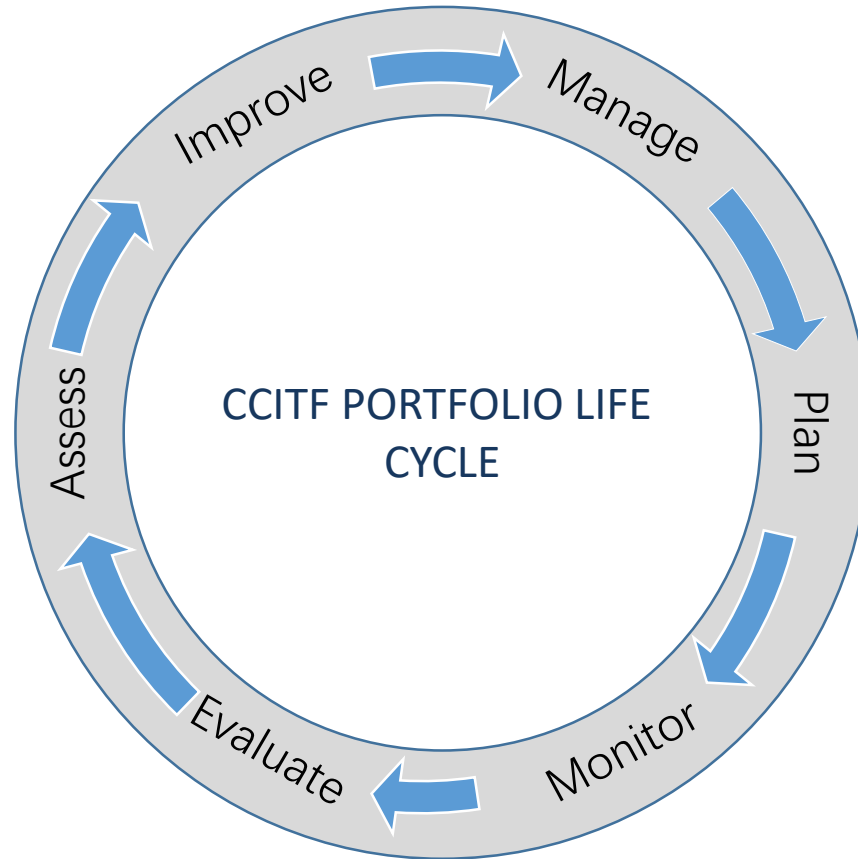 Improve
Manage
Plan
Monitor
Evaluate
Assess
CCITF PORTFOLIO LIFE
CYCLE